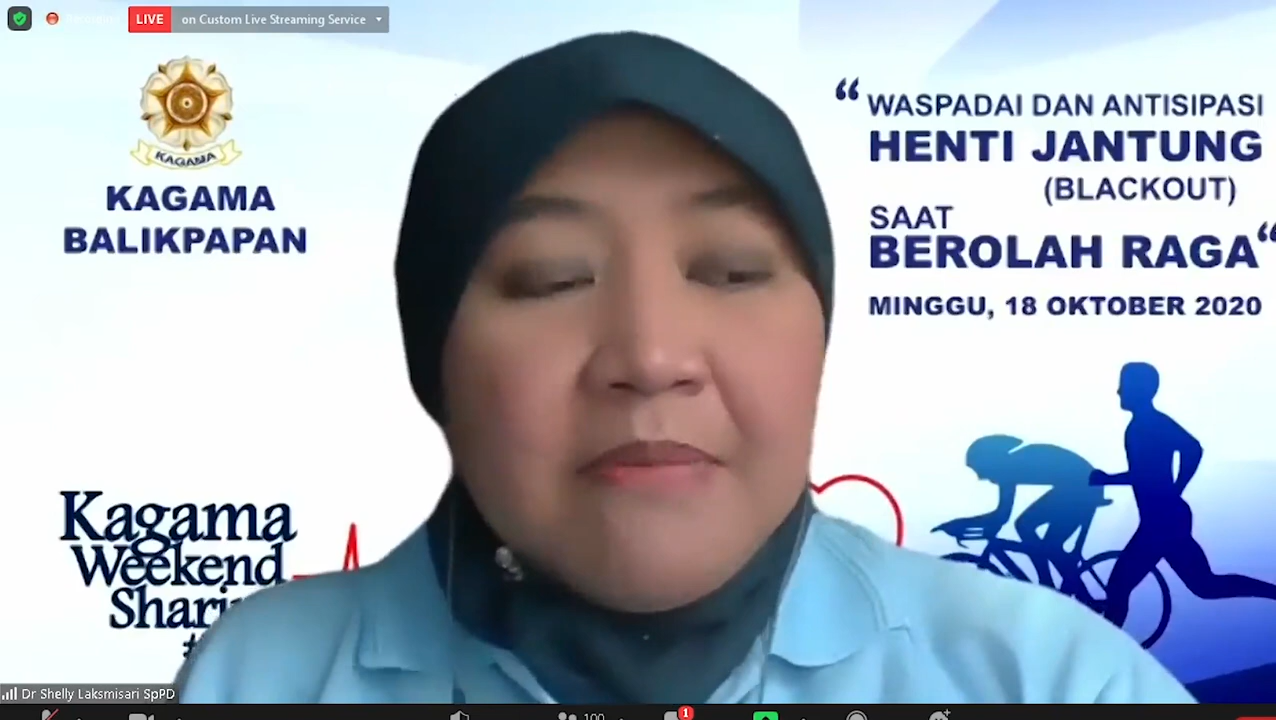 LIVE on Custom Live Streaming Service
KAGAMA
KAGAMA
BALIKPAPAN
“ WASPADAI DAN ANTISIPASI
HENTI JANTUNG
(BLACKOUT)
SAAT
BEROLAH RAGA“
MINGGU, 18 OKTOBER 2020
Kagama
Weekend
Dr Shelly Laksmisari SpPD
100
1